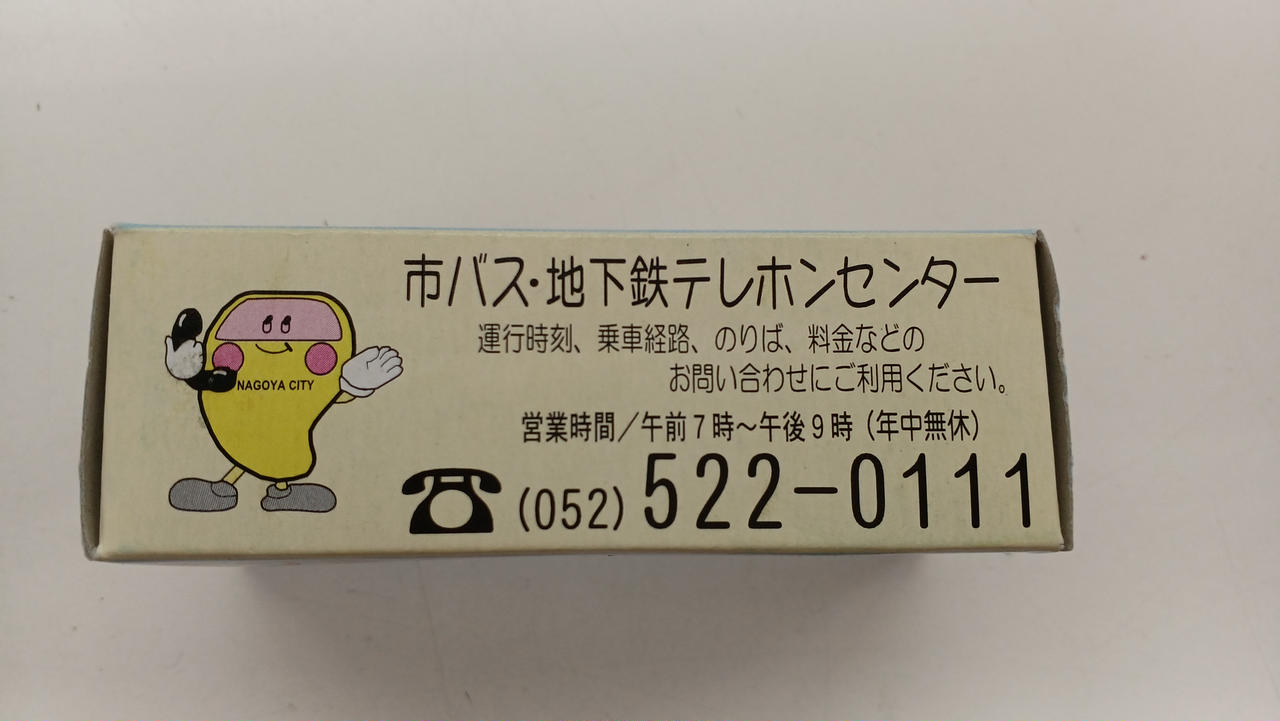 市バス・地下鉄テレホンセンター
運行時刻、乗車経路、のりば、料金などの
お問い合わせにご利用ください。
営業時間／午前7時～午後9時（年中無休）
(052) 522-0111
NAGOYA CITY